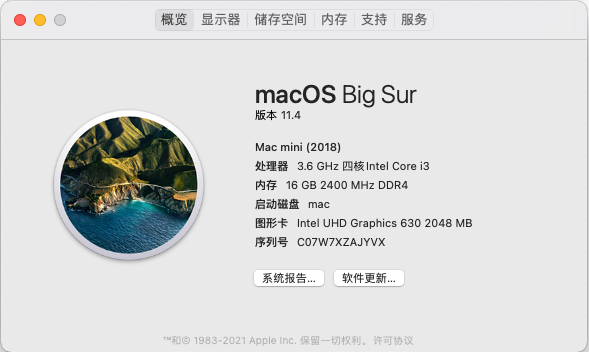 概览 显示器 储存空间 内存 支持 服务
macOS Big Sur
版本 11.4
Mac mini (2018)
处理器 3.6 GHz 四核Intel Core i3
内存 16 GB 2400 MHz DDR4
启动磁盘 mac
图形卡 Intel UHD Graphics 630 2048 MB
序列号 C07W7XZAJYVX
系统报告... 软件更新...
™和© 1983-2021 Apple Inc. 保留一切权利。许可协议